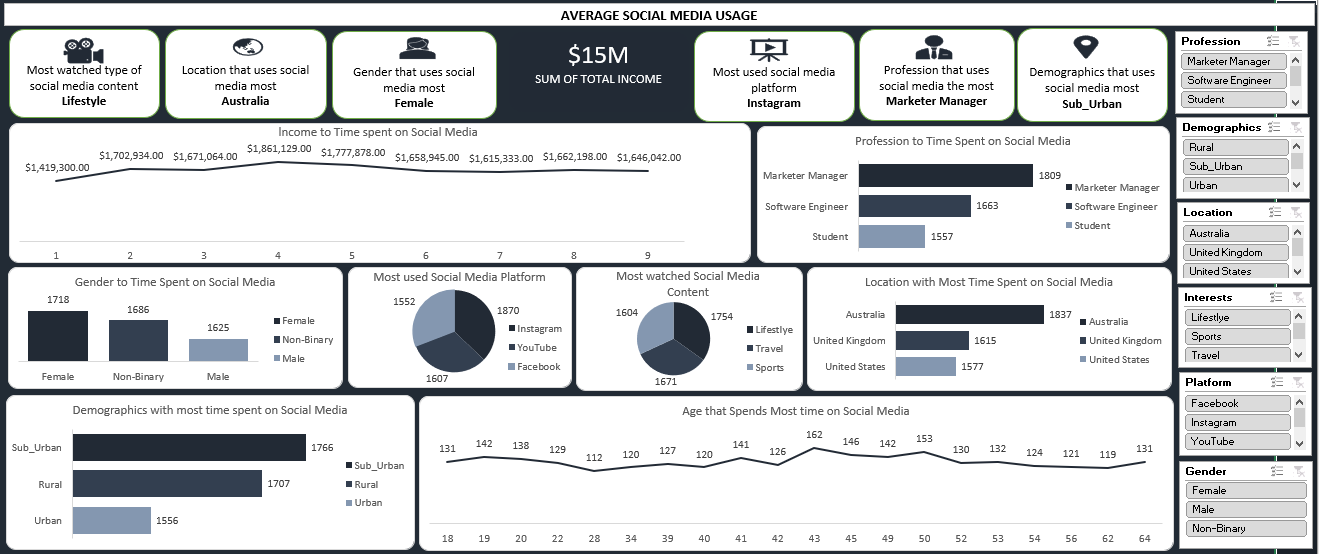 AVERAGE SOCIAL MEDIA USAGE
Most watched type of
social media content
Lifestyle
Location that uses social
media most
Australia
Gender that uses social
media most
Female
$15M
SUM OF TOTAL INCOME
Most used social media
platform
Instagram
Profession that uses
social media the most
Marketer Manager
Demographics that uses
social media most
Sub_Urban
Income to Time spent on Social Media
$1,419,300.00
$1,702,934.00
$1,671,064.00
$1,861,129.00
$1,777,878.00
$1,658,945.00
$1,615,333.00
$1,662,198.00
$1,646,042.00
1 2 3 4 5 6 7 8 9
Profession to Time Spent on Social Media
Marketer Manager 1809
Software Engineer 1663
Student 1557
Marketer Manager
Software Engineer
Student
Gender to Time Spent on Social Media
1718
1686
1625
Female Non-Binary Male
Female
Non-Binary
Male
Most used Social Media Platform
1552
1870
1607
Instagram
YouTube
Facebook
Most watched Social Media
Content
1604
1754
1671
Lifestlye
Travel
Sports
Location with Most Time Spent on Social Media
Australia 1837
United Kingdom 1615
United States 1577
Australia
United Kingdom
United States
Demographics with most time spent on Social Media
Sub_Urban 1766
Rural 1707
Urban 1556
Sub_Urban
Rural
Urban
Age that Spends Most time on Social Media
131 142 138 129 112 120 127 120 141 126 162 146 142 153 130 132 124 121 119 131
18 19 20 22 28 34 39 40 41 42 43 45 49 50 52 53 54 56 62 64
Profession
Marketer Manager
Software Engineer
Student
Demographics
Rural
Sub_Urban
Urban
Location
Australia
United Kingdom
United States
Interests
Lifestlye
Sports
Travel
Platform
Facebook
Instagram
YouTube
Gender
Female
Male
Non-Binary